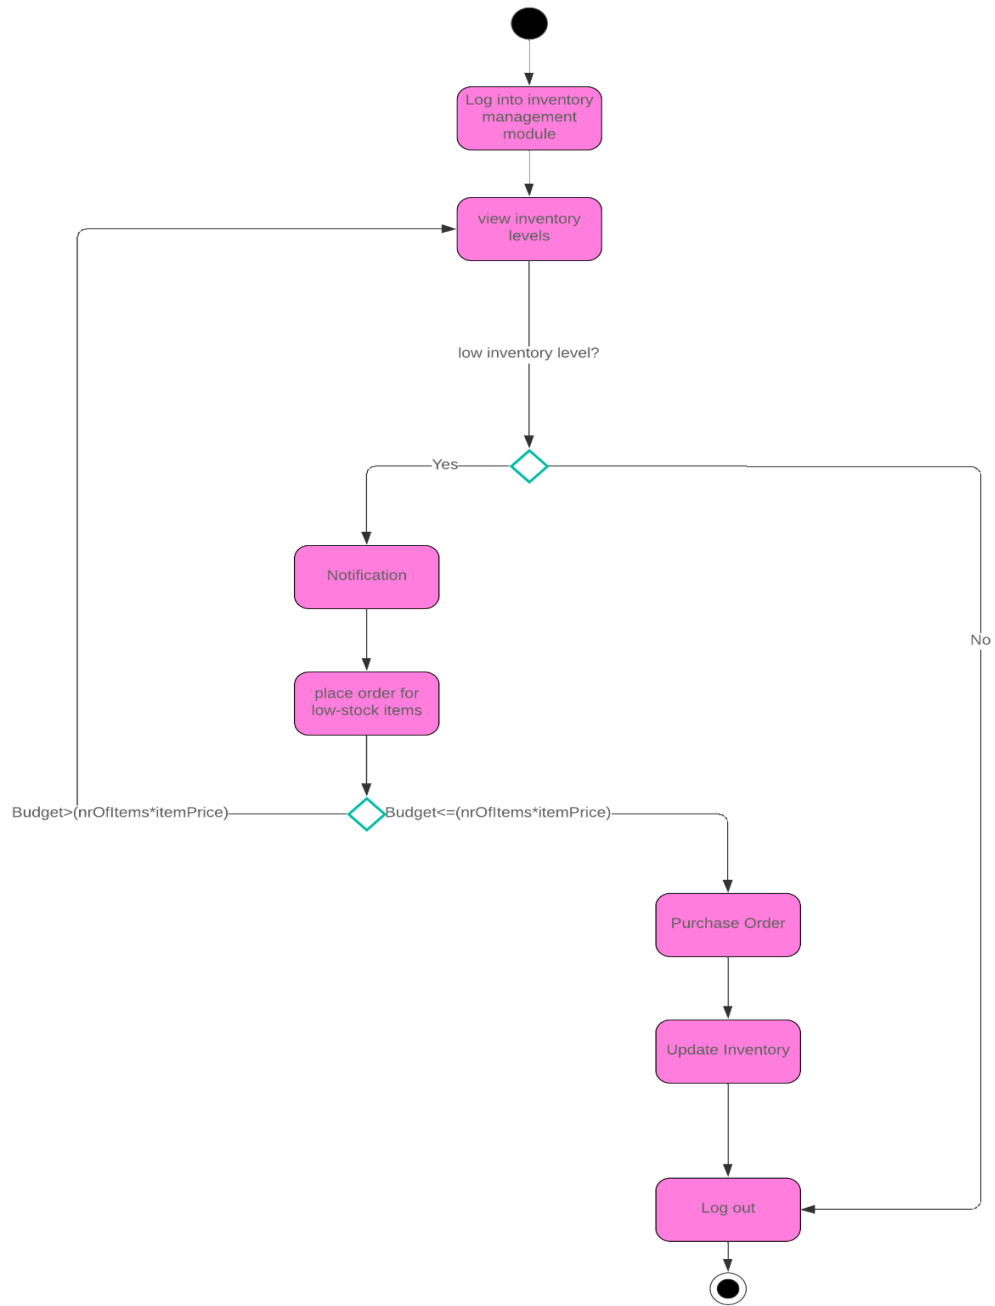 Log into inventory
management
module
view inventory
levels
low inventory level?
Yes
Notification
No
place order for
low-stock items
Budget>(nrOfItems*itemPrice)
Budget<=(nrOfItems*itemPrice)
Purchase Order
Update Inventory
Log out